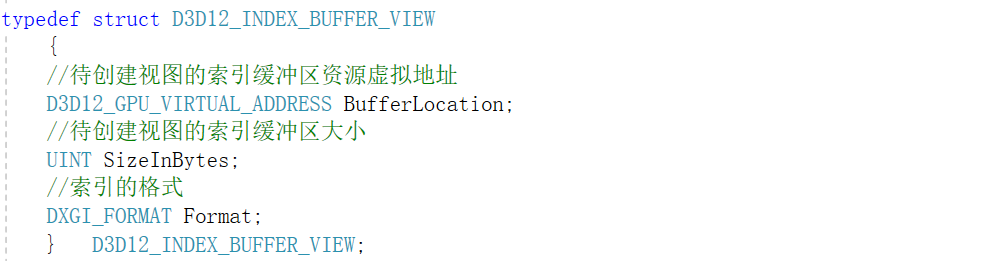 typedef struct D3D12_INDEX_BUFFER_VIEW
{
//待创建视图的索引缓冲区资源虚拟地址
D3D12_GPU_VIRTUAL_ADDRESS BufferLocation;
//待创建视图的索引缓冲区大小
UINT SizeInBytes;
//索引的格式
DXGI_FORMAT Format;
} D3D12_INDEX_BUFFER_VIEW;